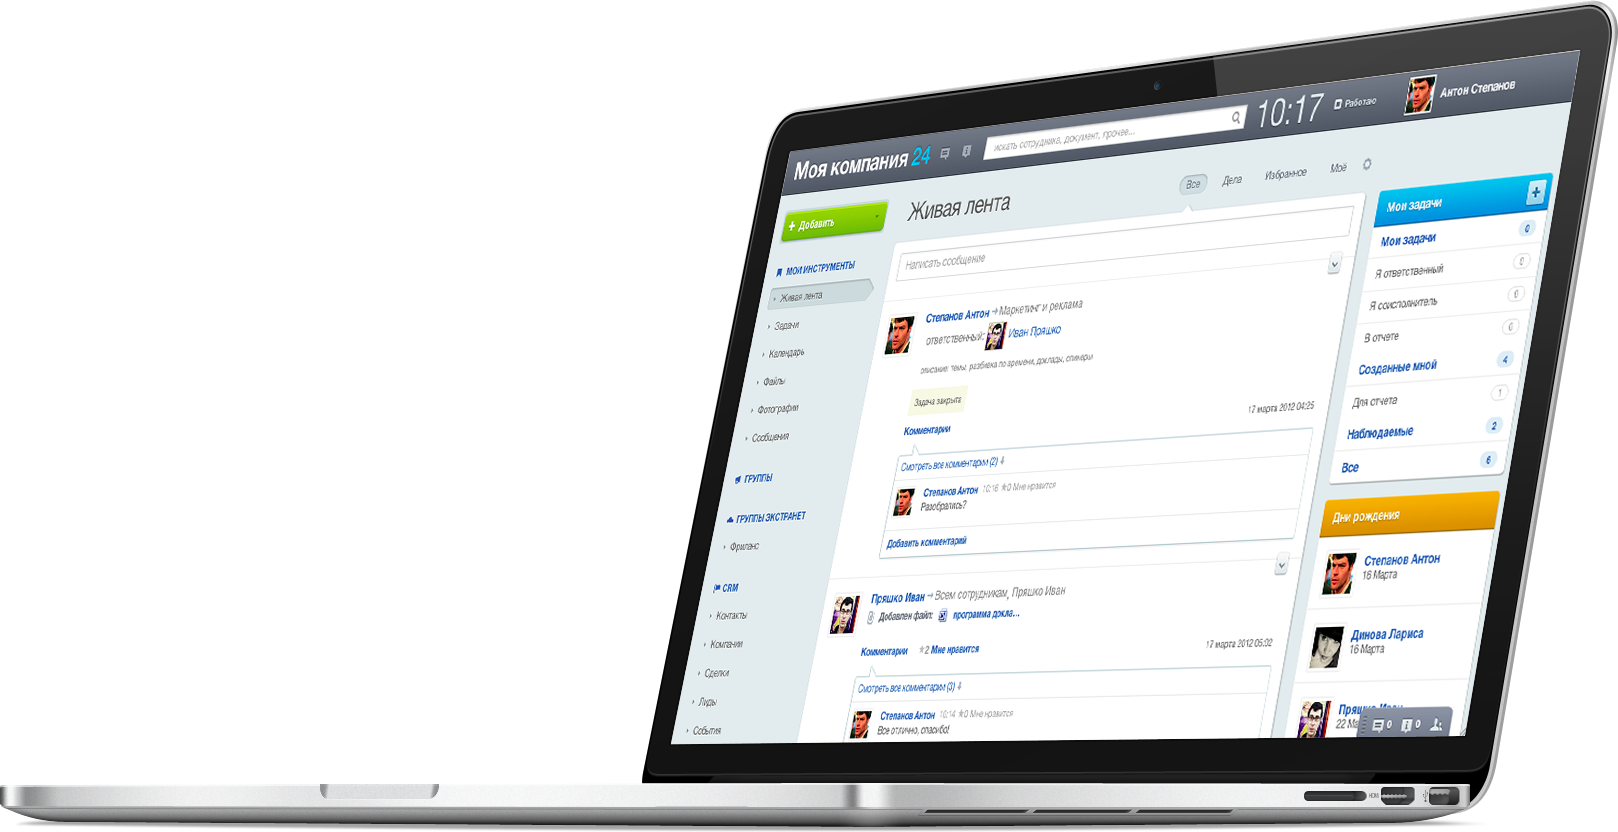 Моя компания 24
искать сотрудника, документ, прочее...
10:17
Работаю
Антон Степанов
Добавить
МОИ ИНСТРУМЕНТЫ
Живая лента
Задачи
Календарь
Файлы
Фотографии
Сообщения
ГРУППЫ
ГРУППЫ ЭКСТРАНЕТ
Фриланс
CRM
Контакты
Компании
Сделки
Лиды
События
Живая лента
Все
Дела
Избранное
Моё
Написать сообщение
Степанов Антон → Маркетинг и реклама
ответственный: Иван Пряшко
описание: темы, разбивка по времени, доклады, спикеры
Задача закрыта
17 марта 2012 04:25
Комментарии
Смотреть все комментарии (2)
Степанов Антон 10:16 ★0 Мне нравится
Разобрались?
Добавить комментарий
Пряшко Иван → Всем сотрудникам, Пряшко Иван
Добавлен файл: программа докла...
17 марта 2012 05:02
Комментарии ★2 Мне нравится
Смотреть все комментарии (3)
Степанов Антон 10:14 ★0 Мне нравится
Все отлично, спасибо!
Мои задачи
Мои задачи 0
Я ответственный 0
Я соисполнитель 0
В отчете 0
Созданные мной 4
Для отчета 1
Наблюдаемые 2
Все 6
Дни рождения
Степанов Антон
16 Марта
Динова Лариса
16 Марта
Пряшко Иван
22 Ма
0
0
HDMI